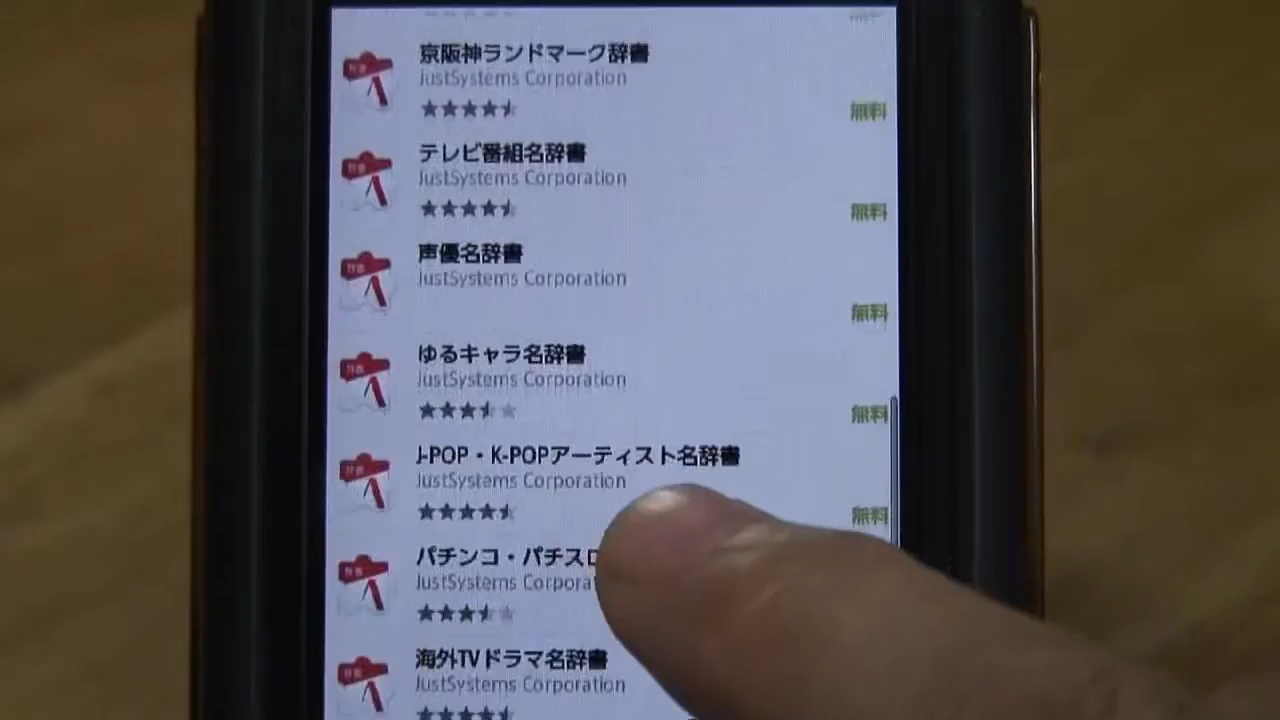 京阪神ランドマーク辞書
JustSystems Corporation
無料
テレビ番組名辞書
JustSystems Corporation
無料
声優名辞書
JustSystems Corporation
無料
ゆるキャラ名辞書
JustSystems Corporation
無料
J-POP・K-POPアーティスト名辞書
JustSystems Corporation
無料
パチンコ・パチスロ
JustSystems Corporat
海外TVドラマ名辞書
JustSystems Corporation